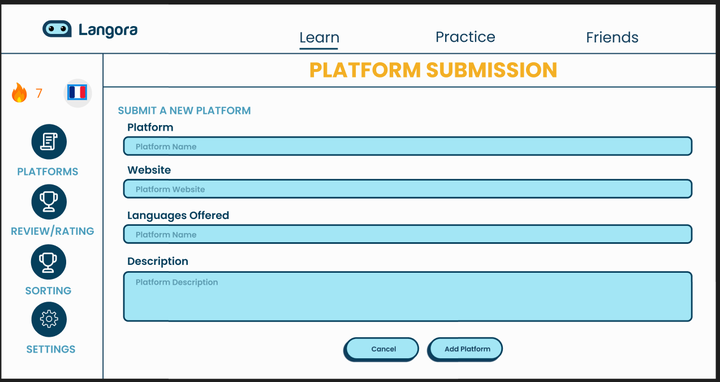 Langora
Learn
Practice
Friends
PLATFORM SUBMISSION
7
PLATFORMS
REVIEW/RATING
SORTING
SETTINGS
SUBMIT A NEW PLATFORM
Platform
Platform Name
Website
Platform Website
Languages Offered
Platform Name
Description
Platform Description
Cancel
Add Platform